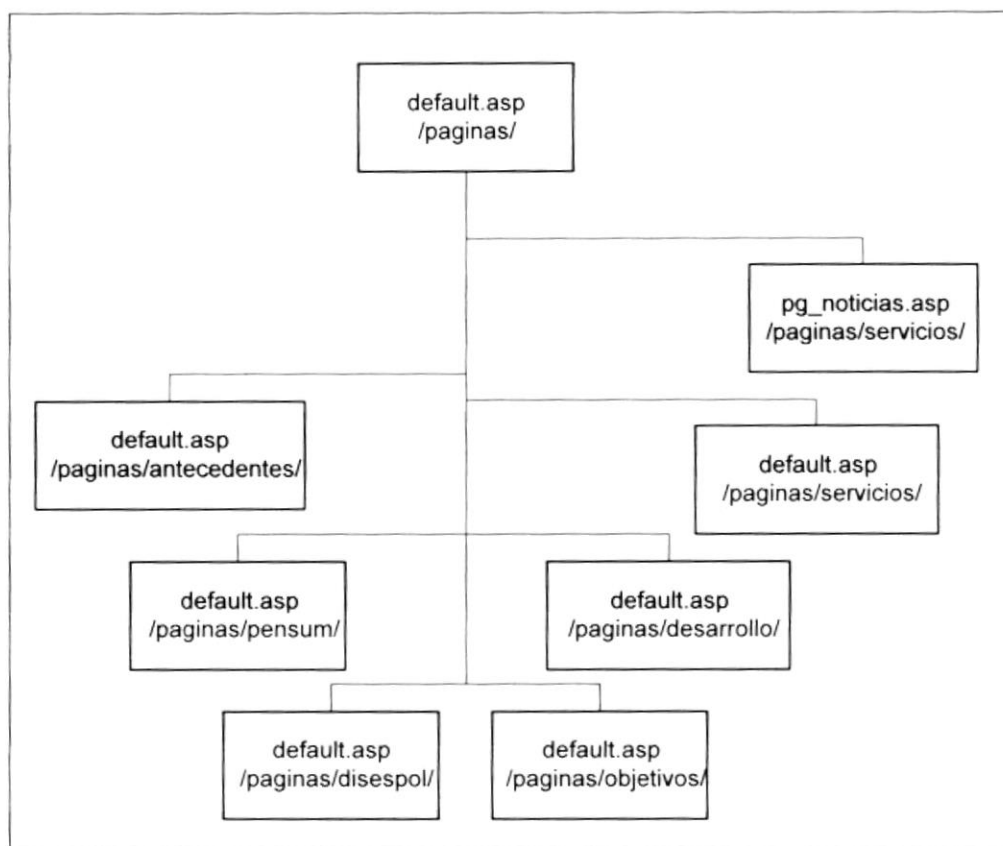 default.asp
/paginas/
pg_noticias.asp
/paginas/servicios/
default.asp
/paginas/antecedentes/
default.asp
/paginas/servicios/
default.asp
/paginas/pensum/
default.asp
/paginas/desarrollo/
default.asp
/paginas/disespol/
default.asp
/paginas/objetivos/